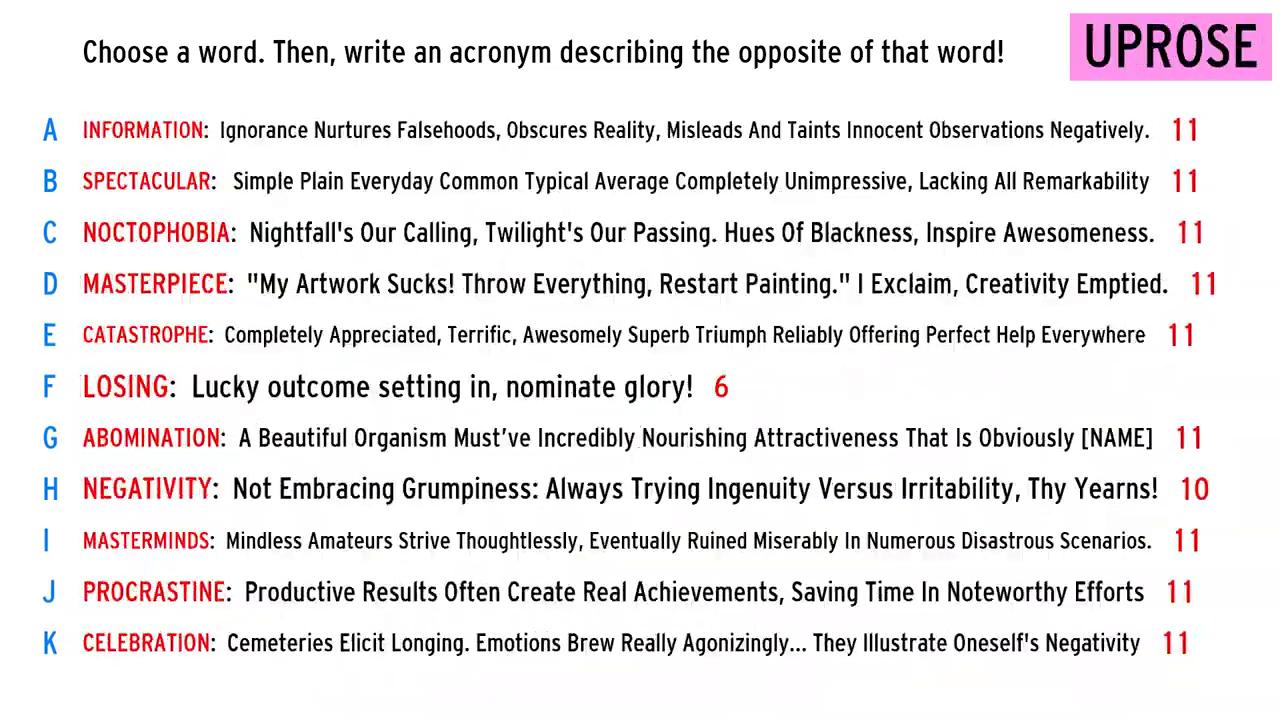 Choose a word. Then, write an acronym describing the opposite of that word!
UPROSE
A INFORMATION: Ignorance Nurtures Falsehoods, Obscures Reality, Misleads And Taints Innocent Observations Negatively. 11
B SPECTACULAR: Simple Plain Everyday Common Typical Average Completely Unimpressive, Lacking All Remarkability 11
C NOCTOPHOBIA: Nightfall's Our Calling, Twilight's Our Passing. Hues Of Blackness, Inspire Awesomeness. 11
D MASTERPIECE: "My Artwork Sucks! Throw Everything, Restart Painting." I Exclaim, Creativity Emptied. 11
E CATASTROPHE: Completely Appreciated, Terrific, Awesomely Superb Triumph Reliably Offering Perfect Help Everywhere 11
F LOSING: Lucky outcome setting in, nominate glory! 6
G ABOMINATION: A Beautiful Organism Must've Incredibly Nourishing Attractiveness That Is Obviously [NAME] 11
H NEGATIVITY: Not Embracing Grumpiness: Always Trying Ingenuity Versus Irritability, Thy Yearns! 10
I MASTERMINDS: Mindless Amateurs Strive Thoughtlessly, Eventually Ruined Miserably In Numerous Disastrous Scenarios. 11
J PROCRASTINE: Productive Results Often Create Real Achievements, Saving Time In Noteworthy Efforts 11
K CELEBRATION: Cemeteries Elicit Longing. Emotions Brew Really Agonizingly... They Illustrate Oneself's Negativity 11